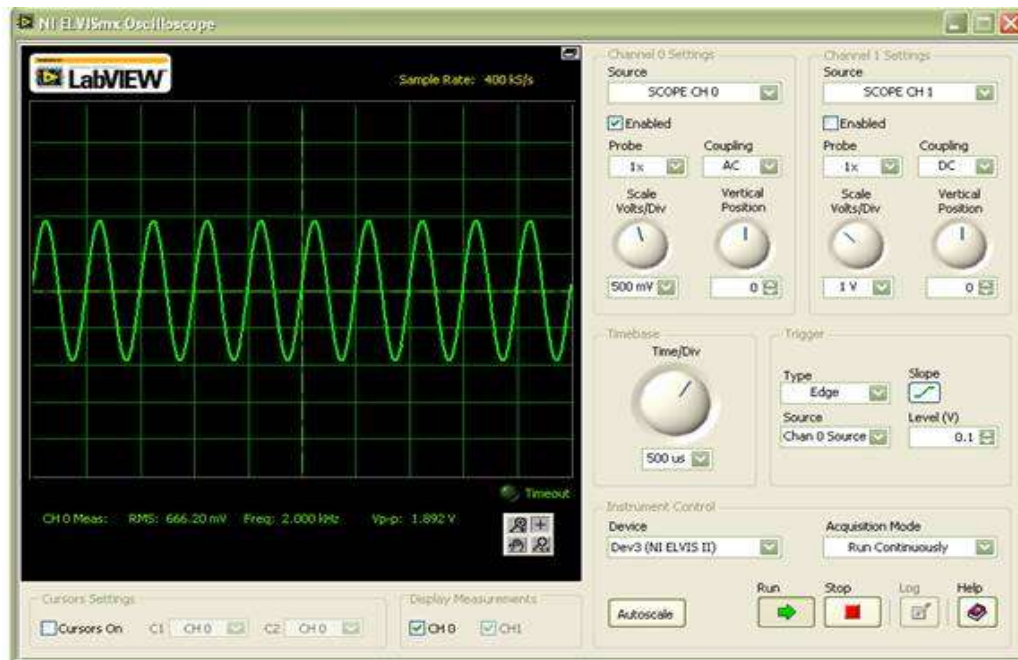 NI ELVISmx Oscilloscope
LabVIEW
Sample Rate: 400 kS/s
Timeout
CH 0 Meas: RMS: 666.20 mV Freq: 2.000 kHz Vp-p: 1.892 V
Cursors Settings
Cursors On C1 CH 0 C2 CH 0
Display Measurements
CH 0 CH1
Channel 0 Settings
Source
SCOPE CH 0
Enabled
Probe Coupling
1x AC
Scale Vertical
Volts/Div Position
500 mV 0
Channel 1 Settings
Source
SCOPE CH 1
Enabled
Probe Coupling
1x DC
Scale Vertical
Volts/Div Position
1 V 0
Timebase
Time/Div
500 us
Trigger
Type Slope
Edge
Source Level (V)
Chan 0 Source 0.1
Instrument Control
Device Acquisition Mode
Dev3 (NI ELVIS II) Run Continuously
Run Stop Log Help
Autoscale